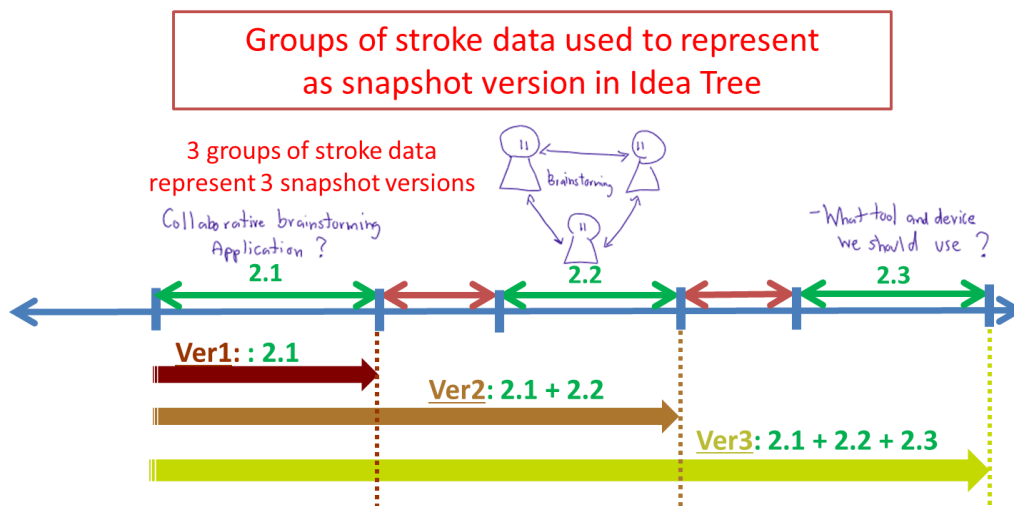 Groups of stroke data used to represent
as snapshot version in Idea Tree
3 groups of stroke data
represent 3 snapshot versions
Collaborative brainstorming
Application ?
Brainstorming
-What tool and device
we should use ?
2.1
2.2
2.3
Ver1: : 2.1
Ver2: 2.1 + 2.2
Ver3: 2.1 + 2.2 + 2.3